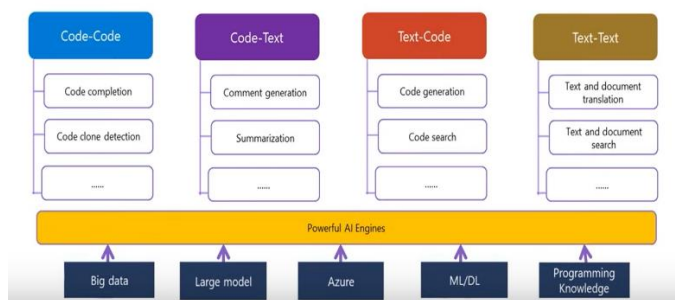 Code-Code
Code-Text
Text-Code
Text-Text
Code completion
Comment generation
Code generation
Text and document
translation
Code clone detection
Summarization
Code search
Text and document
search
......
......
......
......
Powerful AI Engines
Big data
Large model
Azure
ML/DL
Programming
Knowledge